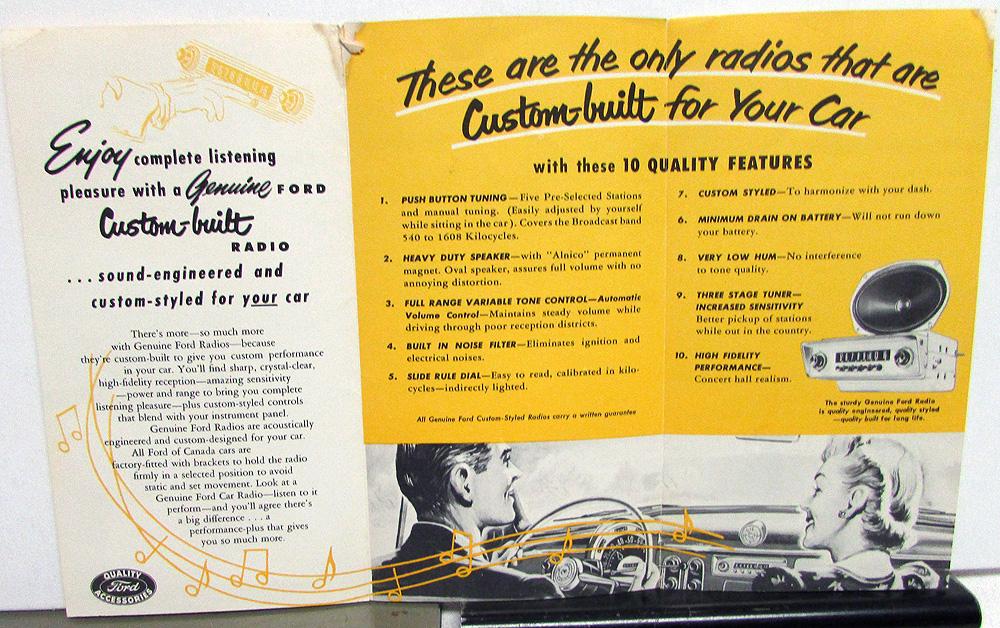 Enjoy complete listening
pleasure with a Genuine FORD
Custom-built
RADIO
...sound-engineered and
custom-styled for your car
There's more—so much more
with Genuine Ford Radios—because
they're custom-built to give you custom performance
in your car. You'll find sharp, crystal-clear,
high-fidelity reception—amazing sensitivity
—power and range to bring you complete
listening pleasure—plus custom-styled controls
that blend with your instrument panel.
Genuine Ford Radios are acoustically
engineered and custom-designed for your car.
All Ford of Canada cars are
factory-fitted with brackets to hold the radio
firmly in a selected position to avoid
static and set movement. Look at a
Genuine Ford Car Radio—listen to it
perform—and you'll agree there's
a big difference . . . a
performance-plus that gives
you so much more.
QUALITY
Ford
ACCESSORIES
These are the only radios that are
Custom-built for Your Car
with these 10 QUALITY FEATURES
1. PUSH BUTTON TUNING—Five Pre-Selected Stations
and manual tuning. (Easily adjusted by yourself
while sitting in the car). Covers the Broadcast band
540 to 1608 Kilocycles.
2. HEAVY DUTY SPEAKER—with "Alnico" permanent
magnet. Oval speaker, assures full volume with no
annoying distortion.
3. FULL RANGE VARIABLE TONE CONTROL—Automatic
Volume Control—Maintains steady volume while
driving through poor reception districts.
4. BUILT IN NOISE FILTER—Eliminates ignition and
electrical noises.
5. SLIDE RULE DIAL—Easy to read, calibrated in kilo-
cycles—indirectly lighted.
All Genuine Ford Custom-Styled Radios carry a written guarantee
7. CUSTOM STYLED—To harmonize with your dash.
6. MINIMUM DRAIN ON BATTERY—Will not run down
your battery.
8. VERY LOW HUM—No interference
to tone quality.
9. THREE STAGE TUNER—
INCREASED SENSITIVITY
Better pickup of stations
while out in the country.
10. HIGH FIDELITY
PERFORMANCE—
Concert hall realism.
The sturdy Genuine Ford Radio
is quality engineered, quality styled
—quality built for long life.